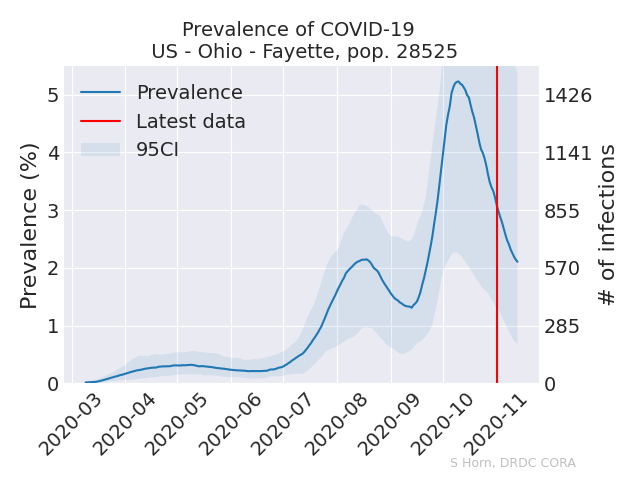 Prevalence of COVID-19
US - Ohio - Fayette, pop. 28525
Prevalence
Latest data
95CI
Prevalence (%)
5
4
3
2
1
0
1426
1141
855
570
285
0
# of infections
2020-03
2020-04
2020-05
2020-06
2020-07
2020-08
2020-09
2020-10
2020-11
S Horn, DRDC CORA